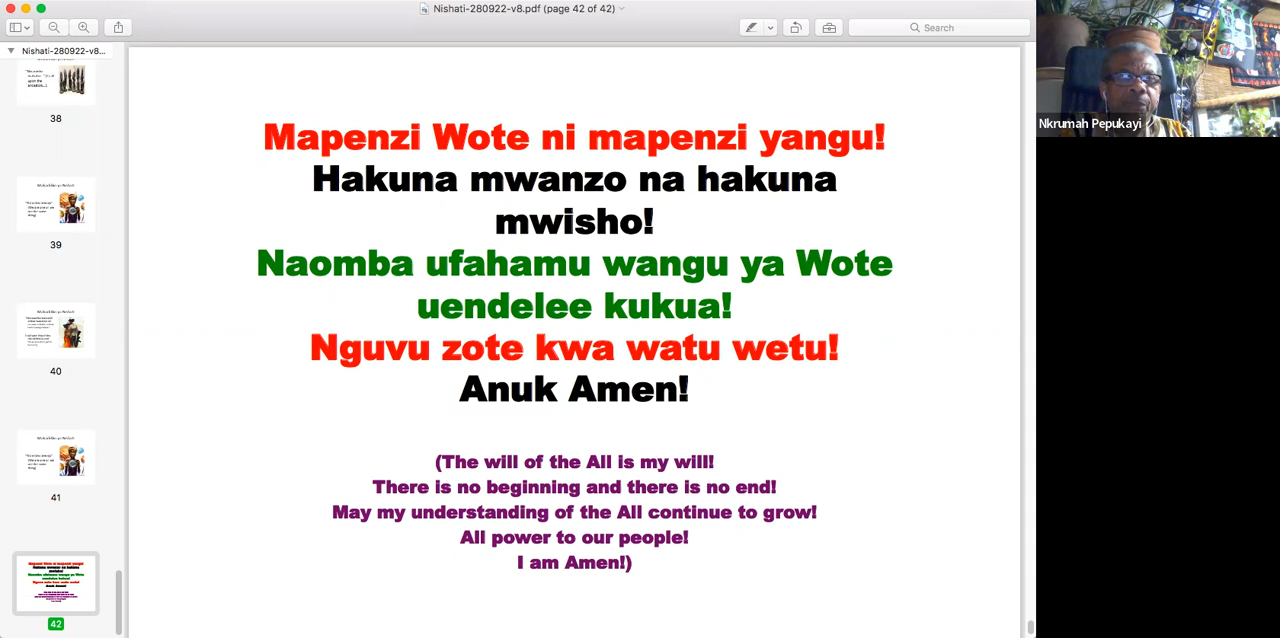 Nishati-280922-v8.pdf (page 42 of 42)
Search
Nishati-280922-v8...
38
39
40
41
42
Mapenzi Wote ni mapenzi yangu!
Hakuna mwanzo na hakuna
mwisho!
Naomba ufahamu wangu ya Wote
uendelee kukua!
Nguvu zote kwa watu wetu!
Anuk Amen!
(The will of the All is my will!
There is no beginning and there is no end!
May my understanding of the All continue to grow!
All power to our people!
I am Amen!)
Nkrumah Pepukayi